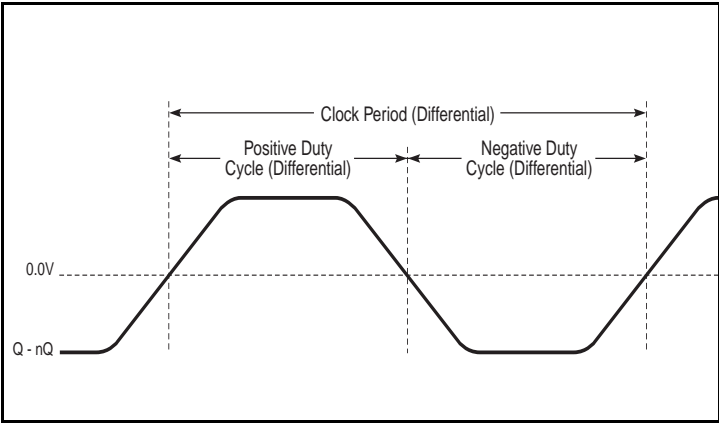 Clock Period (Differential)
Positive Duty
Cycle (Differential)
Negative Duty
Cycle (Differential)
0.0V
Q - nQ